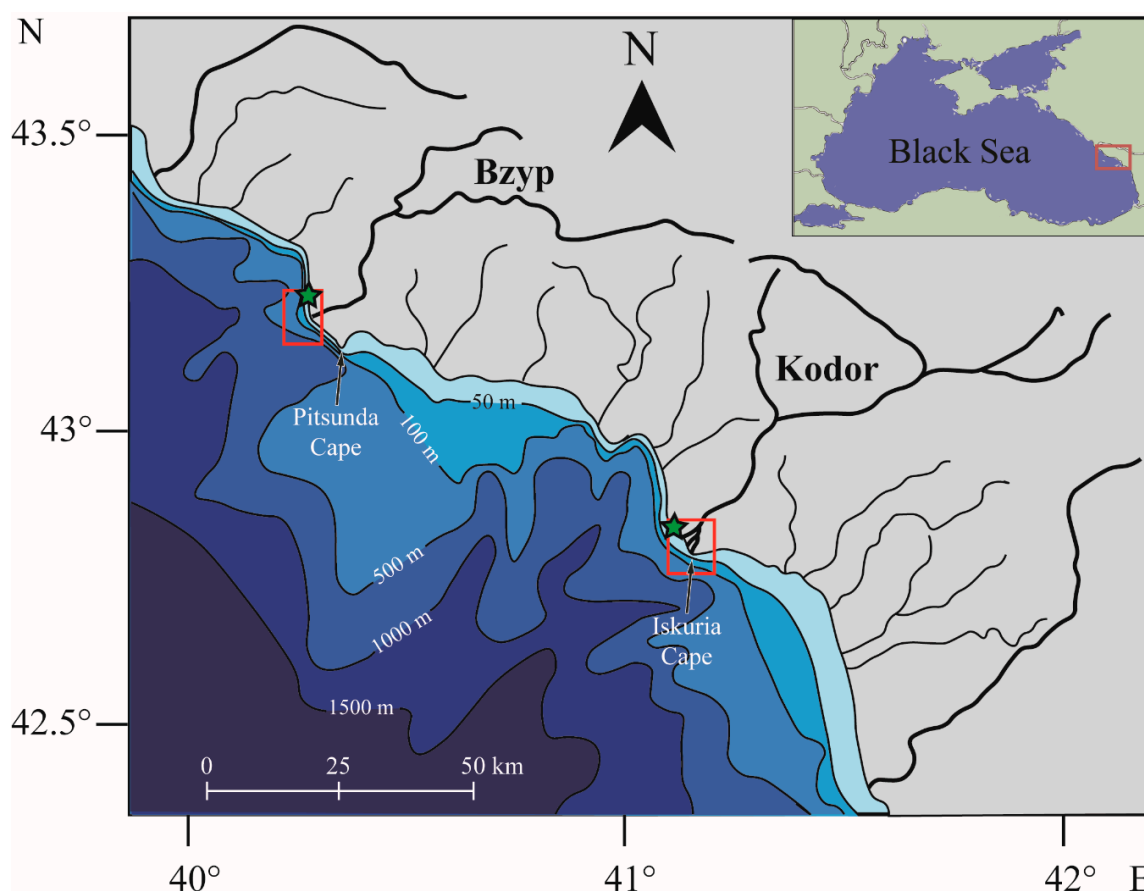 N
43.5°
43°
42.5°
N
Black Sea
Bzyp
Kodor
Pitsunda
Cape
50 m
100 m
500 m
1000 m
1500 m
Iskuria
Cape
0 25 50 km
40° 41° 42° E